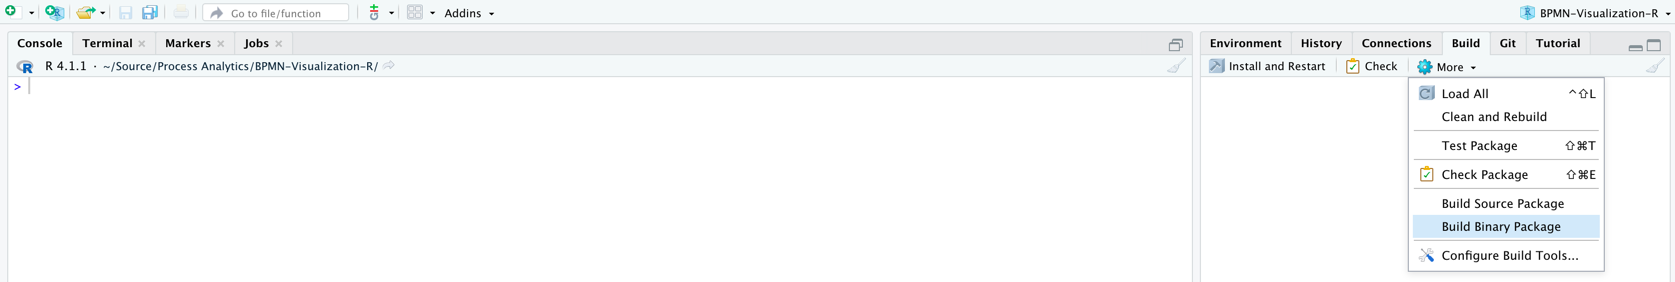 Go to file/function
Addins
BPMN-Visualization-R
Console Terminal Markers Jobs
R 4.1.1 · ~/Source/Process Analytics/BPMN-Visualization-R/
>
Environment History Connections Build Git Tutorial
Install and Restart Check More
Load All ^⇧L
Clean and Rebuild
Test Package ⇧⌘T
Check Package ⇧⌘E
Build Source Package
Build Binary Package
Configure Build Tools...